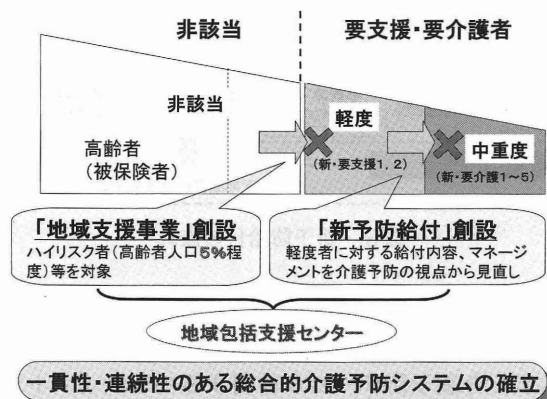 非該当
要支援・要介護者
非該当
高齢者
(被保険者)
軽度
(新・要支援1, 2)
中重度
(新・要介護1~5)
「地域支援事業」創設
ハイリスク者(高齢者人口5%程
度)等を対象
「新予防給付」創設
軽度者に対する給付内容、マネージ
メントを介護予防の視点から見直し
地域包括支援センター
一貫性・連続性のある総合的介護予防システムの確立